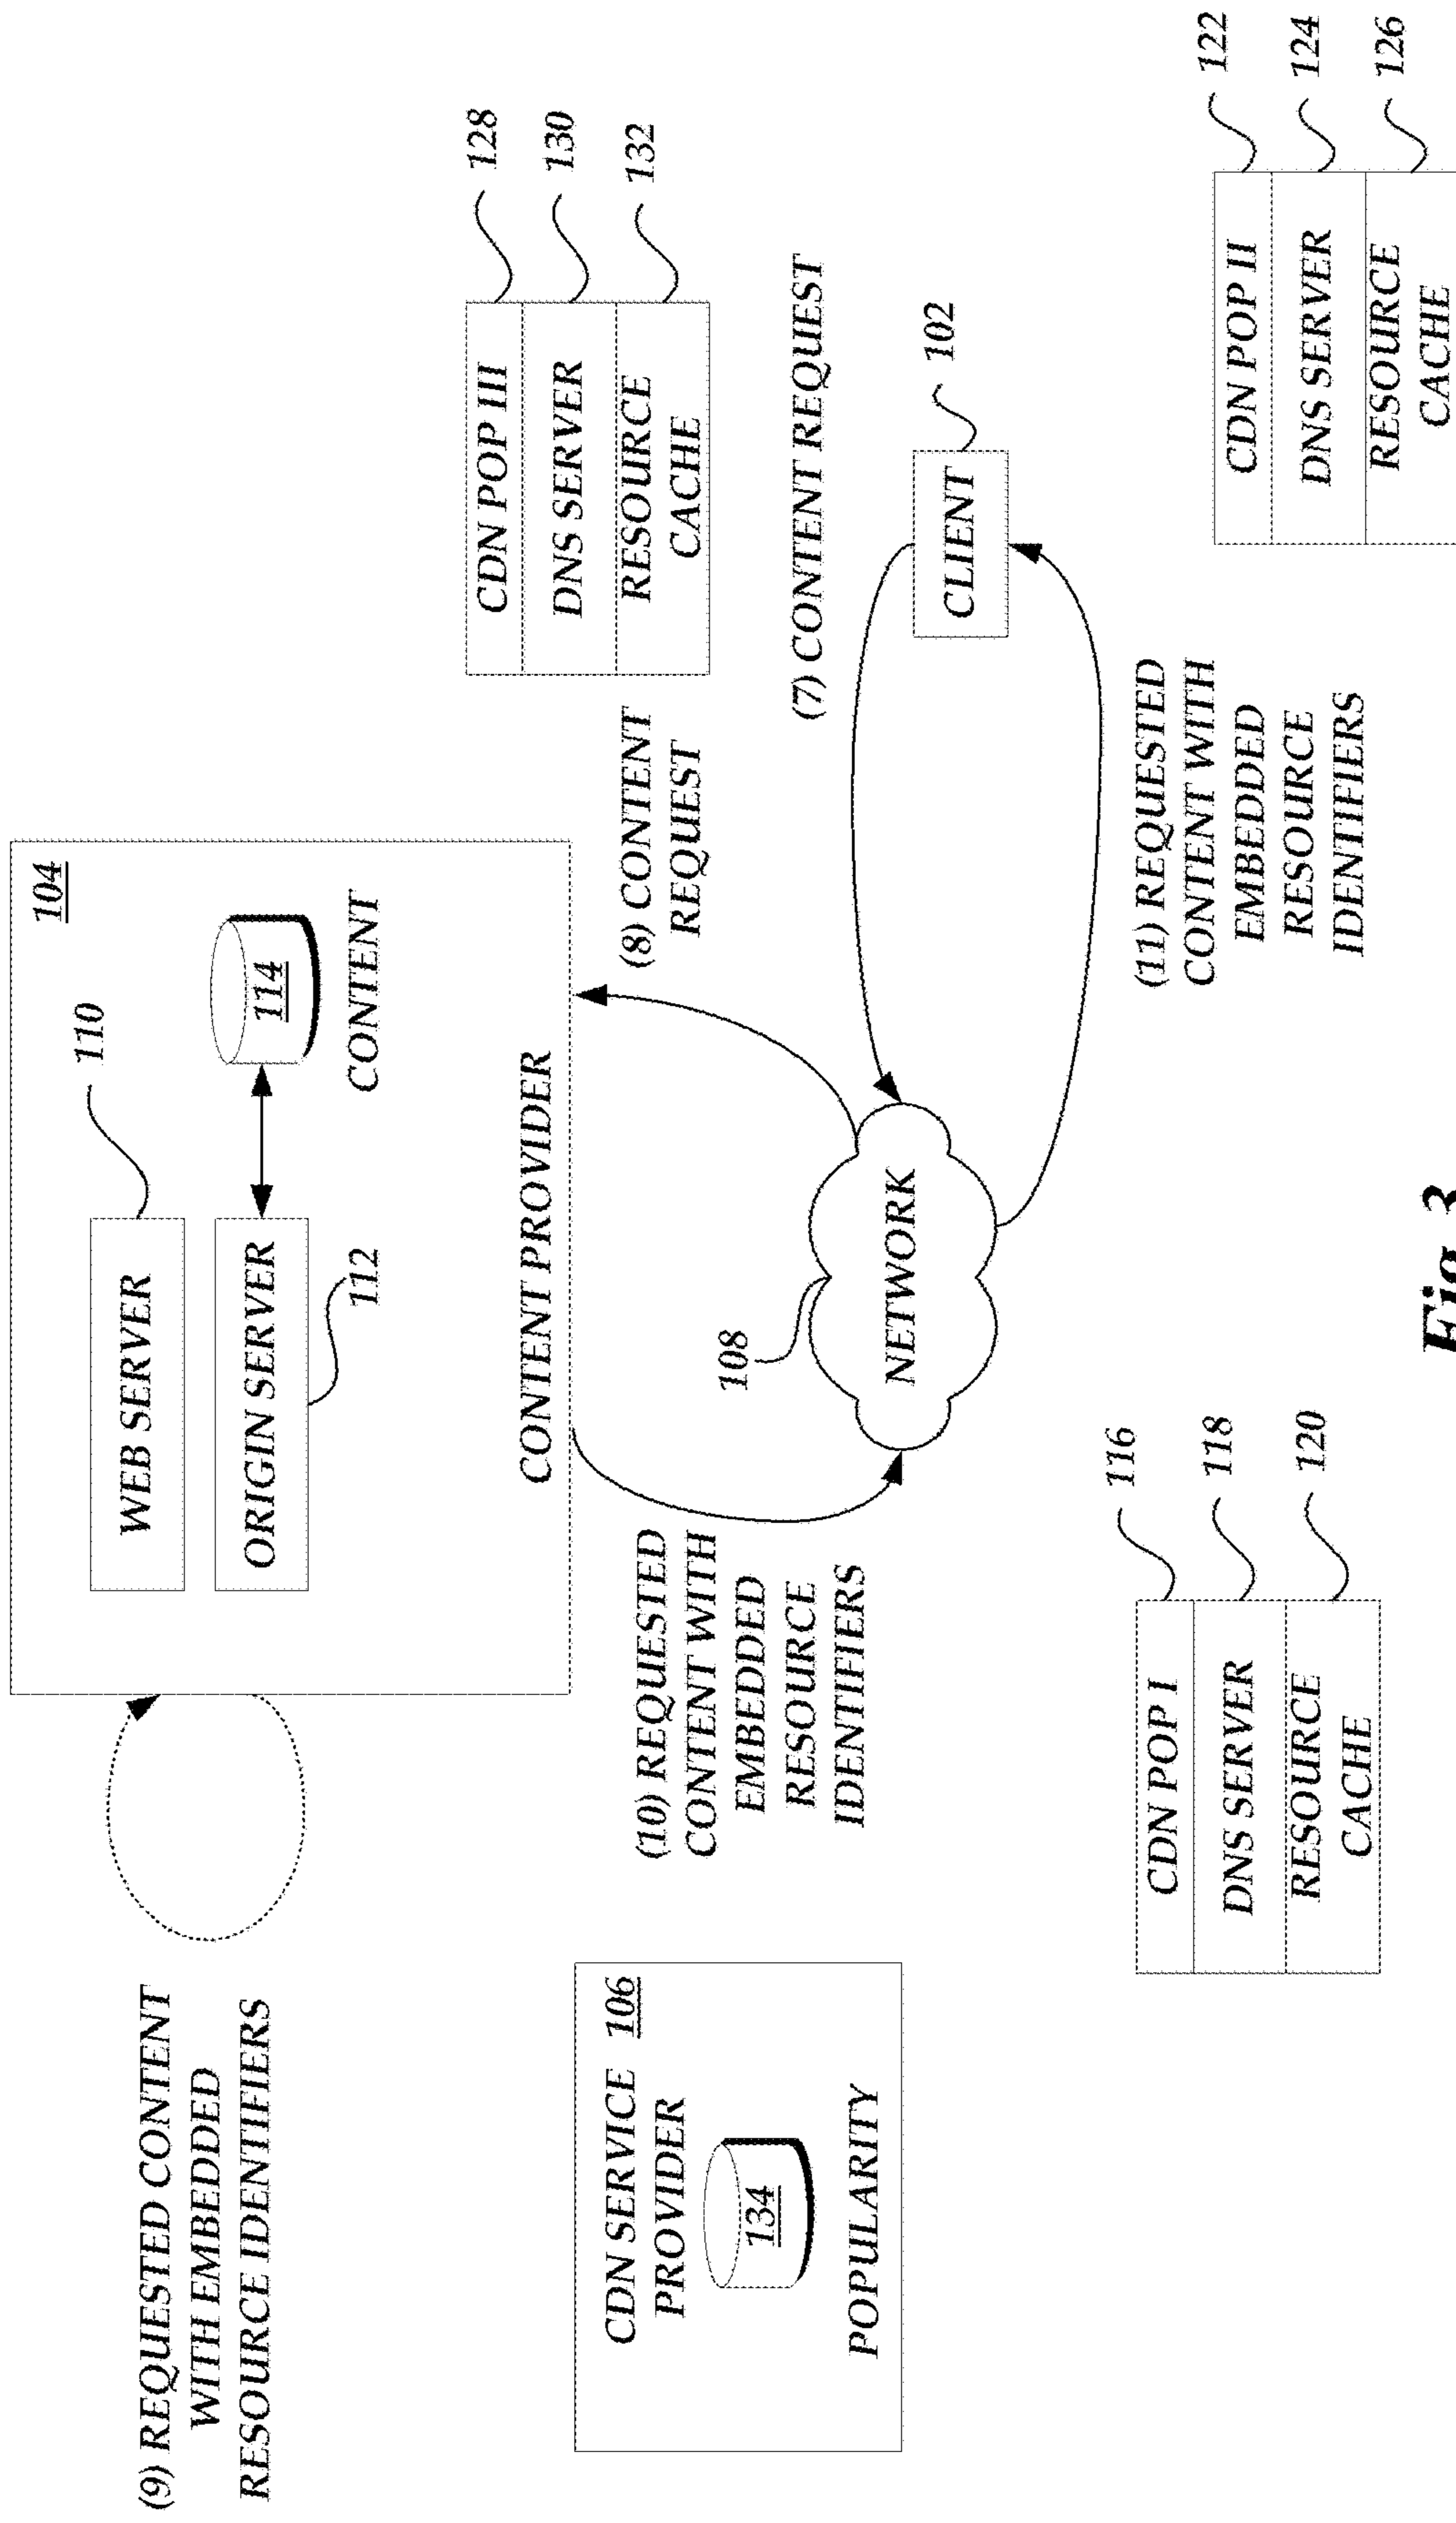 104
110
WEB SERVER
ORIGIN SERVER
114
CONTENT
112
CONTENT PROVIDER
(9) REQUESTED CONTENT
WITH EMBEDDED
RESOURCE IDENTIFIERS
(8) CONTENT
REQUEST
CDN POP III
DNS SERVER
RESOURCE
CACHE
128
130
132
CDN SERVICE
PROVIDER
106
134
POPULARITY
(10) REQUESTED
CONTENT WITH
EMBEDDED
RESOURCE
IDENTIFIERS
108
NETWORK
(7) CONTENT REQUEST
CLIENT
102
(11) REQUESTED
CONTENT WITH
EMBEDDED
RESOURCE
IDENTIFIERS
CDN POP I
DNS SERVER
RESOURCE
CACHE
116
118
120
CDN POP II
DNS SERVER
RESOURCE
CACHE
122
124
126
Fig. 3